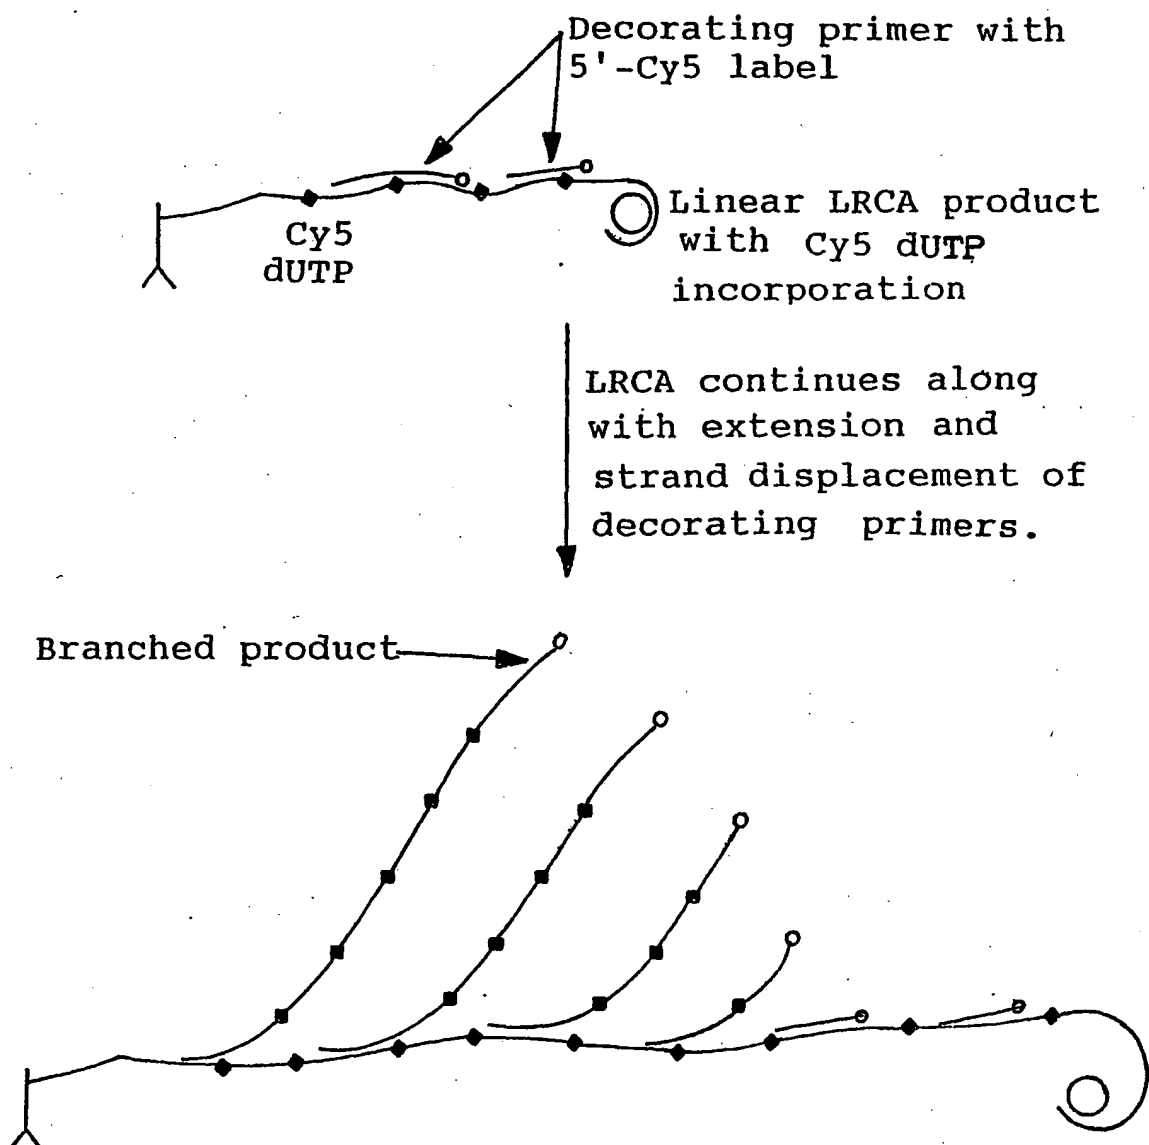 Decorating primer with
5'-Cy5 label
Cy5
dUTP
Linear LRCA product
with Cy5 dUTP
incorporation
LRCA continues along
with extension and
strand displacement of
decorating primers.
Branched product